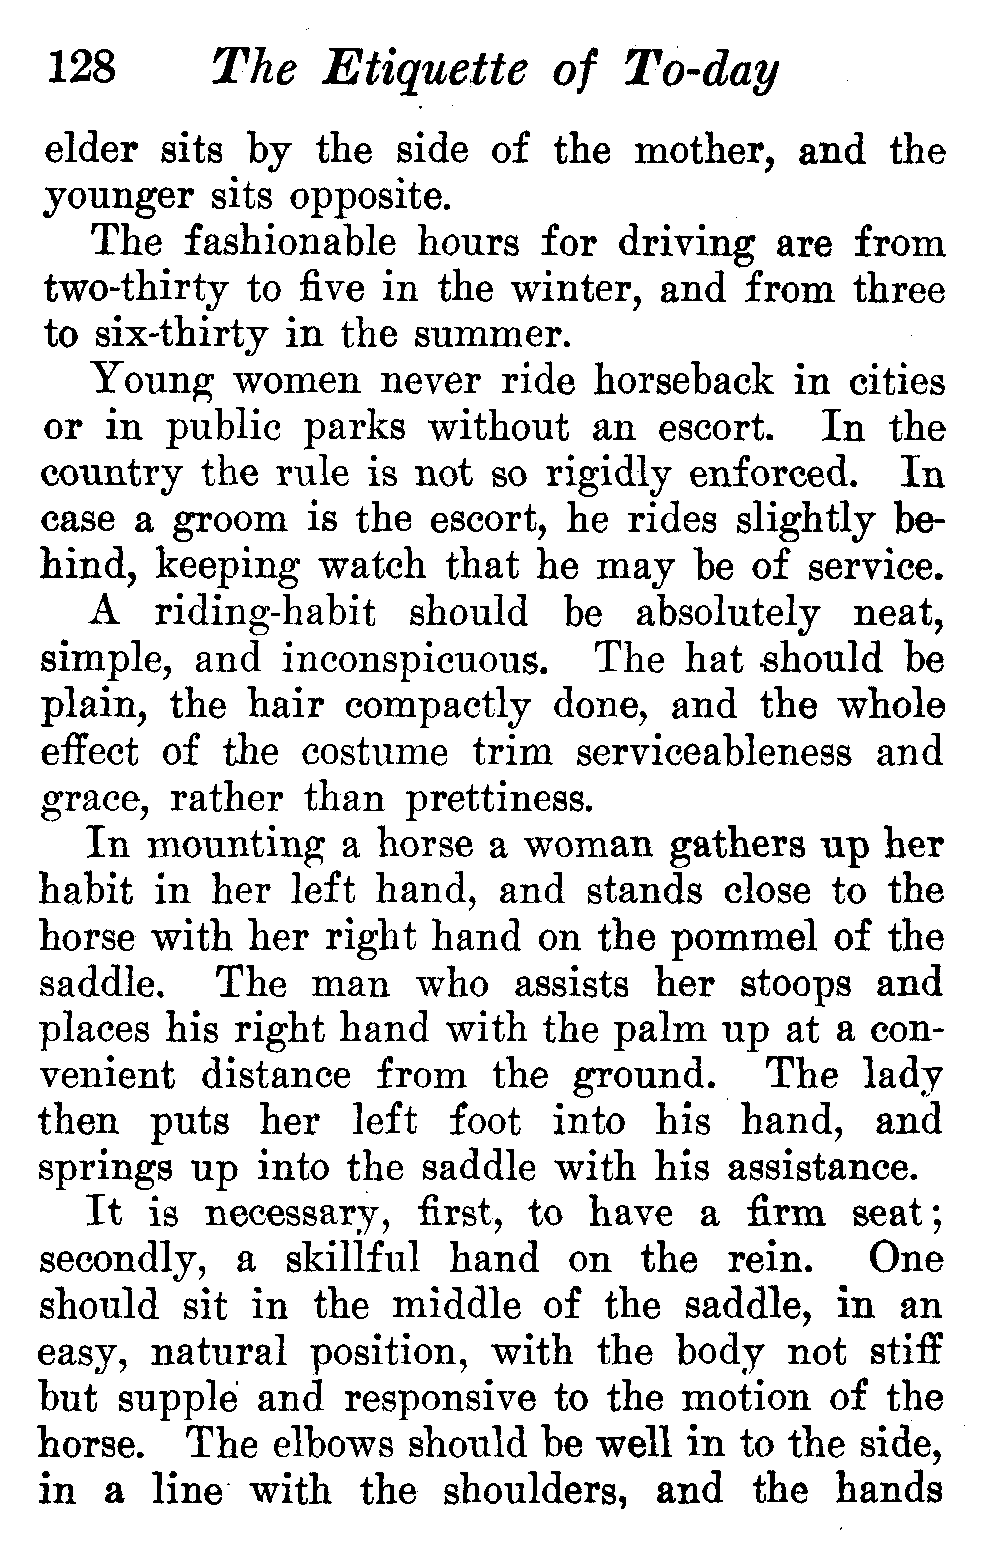 128 The Etiquette of To-day
elder sits by the side of the mother, and the
younger sits opposite.
The fashionable hours for driving are from
two-thirty to five in the winter, and from three
to six-thirty in the summer.
Young women never ride horseback in cities
or in public parks without an escort. In the
country the rule is not so rigidly enforced. In
case a groom is the escort, he rides slightly be-
hind, keeping watch that he may be of service.
A riding-habit should be absolutely neat,
simple, and inconspicuous. The hat should be
plain, the hair compactly done, and the whole
effect of the costume trim serviceableness and
grace, rather than prettiness.
In mounting a horse a woman gathers up her
habit in her left hand, and stands close to the
horse with her right hand on the pommel of the
saddle. The man who assists her stoops and
places his right hand with the palm up at a con-
venient distance from the ground. The lady
then puts her left foot into his hand, and
springs up into the saddle with his assistance.
It is necessary, first, to have a firm seat;
secondly, a skillful hand on the rein. One
should sit in the middle of the saddle, in an
easy, natural position, with the body not stiff
but supple and responsive to the motion of the
horse. The elbows should be well in to the side,
in a line with the shoulders, and the hands